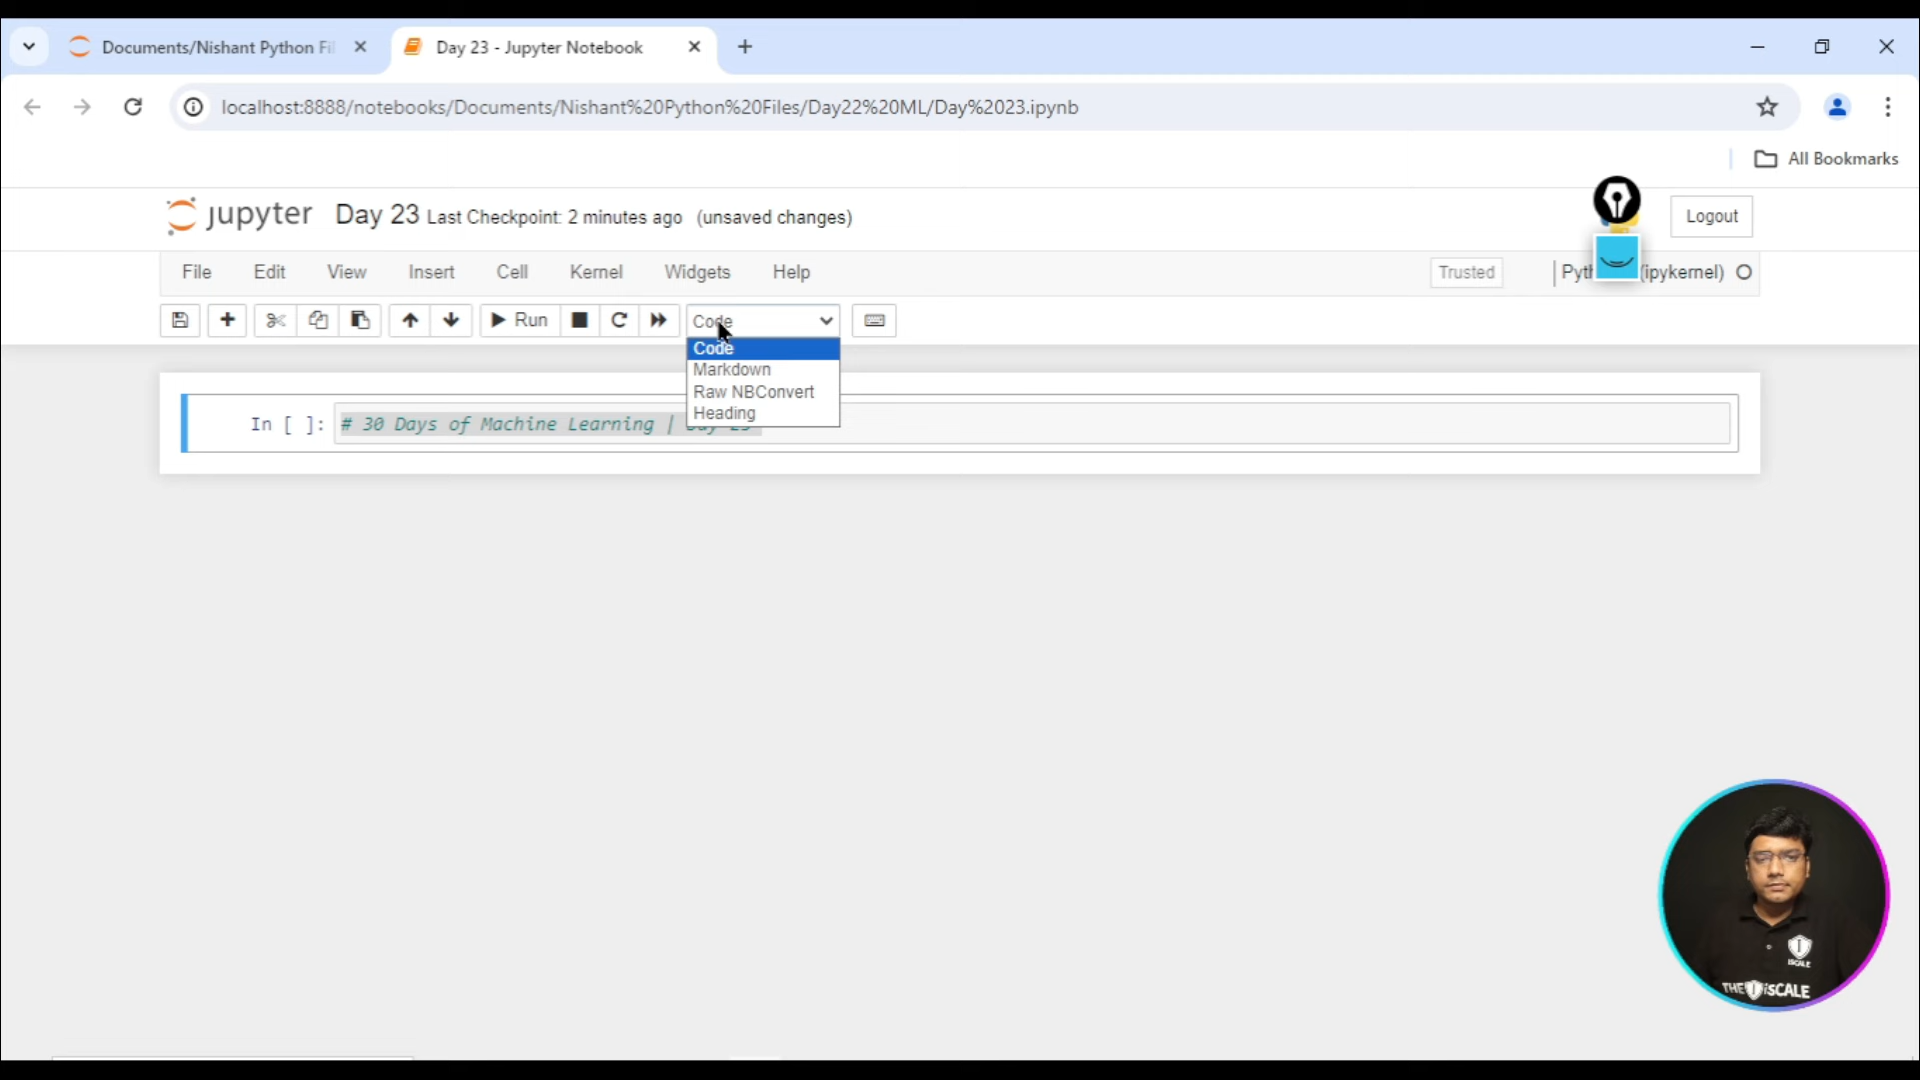 Documents/Nishant Python Fi
Day 23 - Jupyter Notebook
localhost:8888/notebooks/Documents/Nishant%20Python%20Files/Day22%20ML/Day%2023.ipynb
All Bookmarks
jupyter Day 23 Last Checkpoint: 2 minutes ago (unsaved changes)
Logout
File Edit View Insert Cell Kernel Widgets Help
Trusted
Pyth (ipykernel)
Run
Code
Code
Markdown
Raw NBConvert
Heading
In [ ]: # 30 Days of Machine Learning |
iSCALE
THE iSCALE